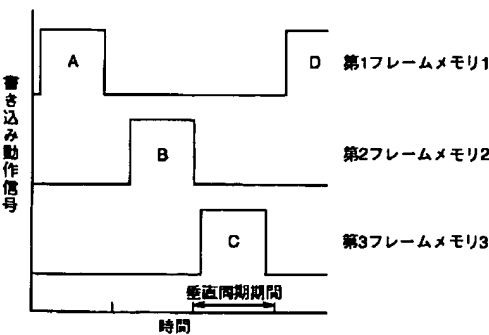 書き込み動作信号
A
D
第1フレームメモリ1
B
第2フレームメモリ2
C
第3フレームメモリ3
垂直同期期間
時間